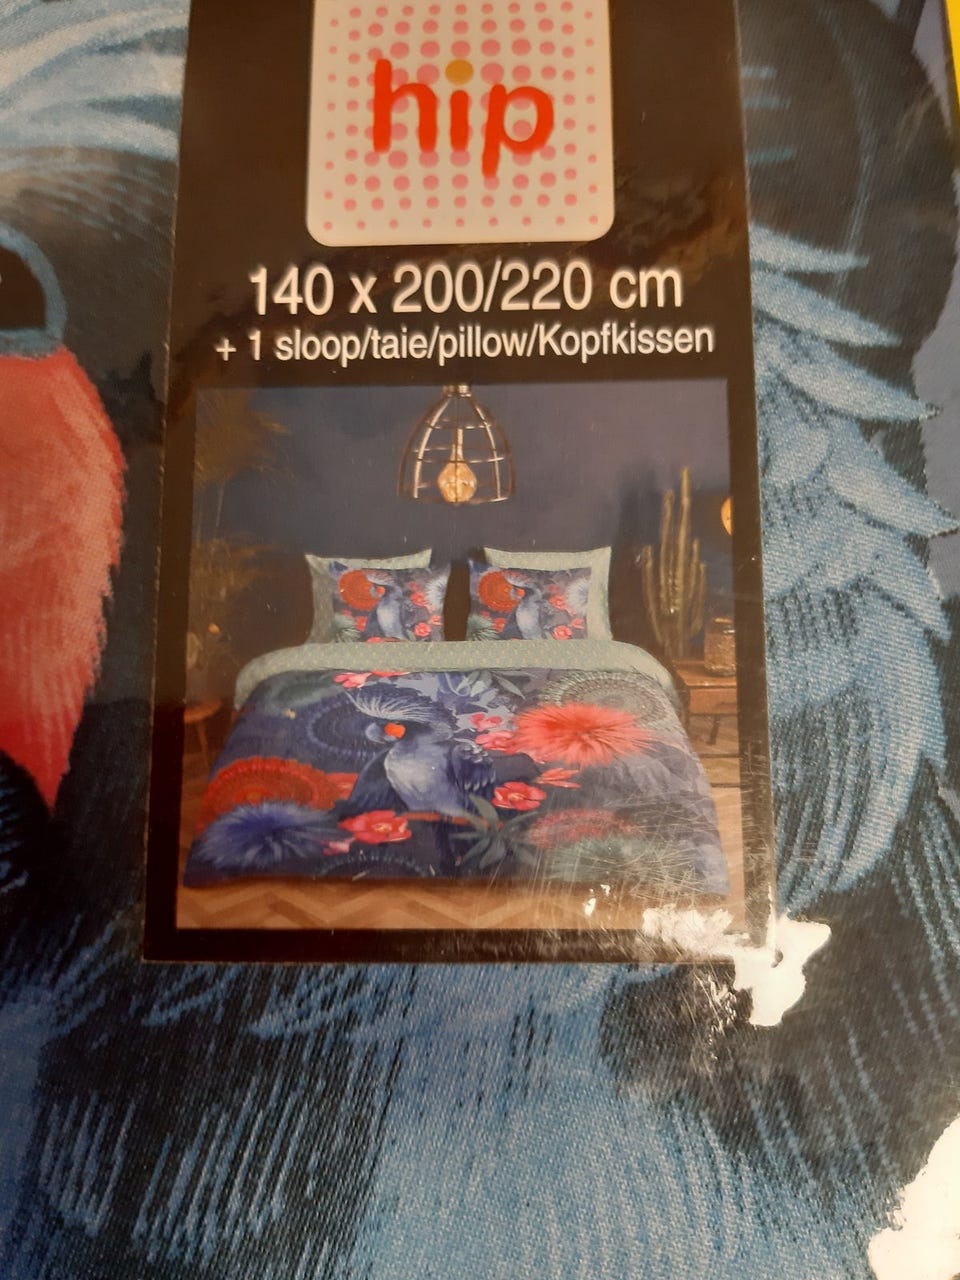 hip
140 x 200/220 cm
+ 1 sloop/taie/pillow/Kopfkissen